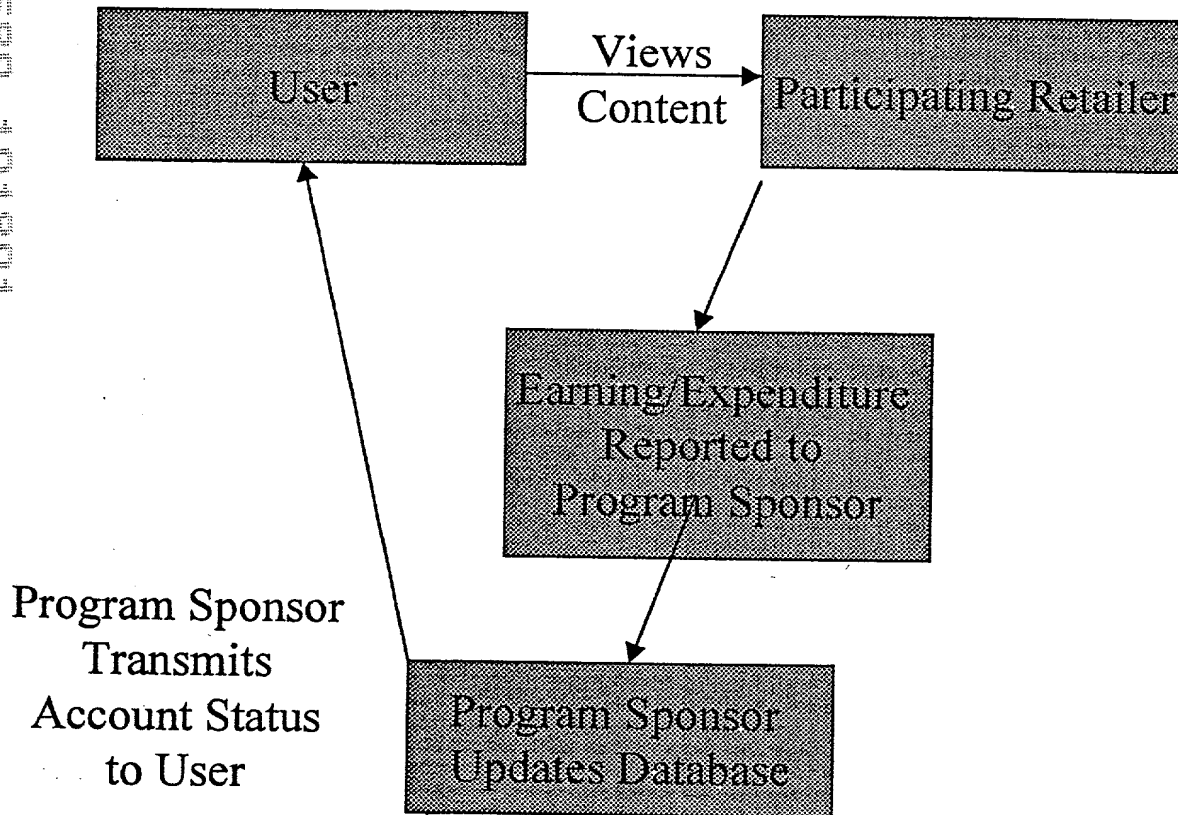 User
Views
Content
Participating Retailer
Earning/Expenditure
Reported to
Program Sponsor
Program Sponsor
Transmits
Account Status
to User
Program Sponsor
Updates Database